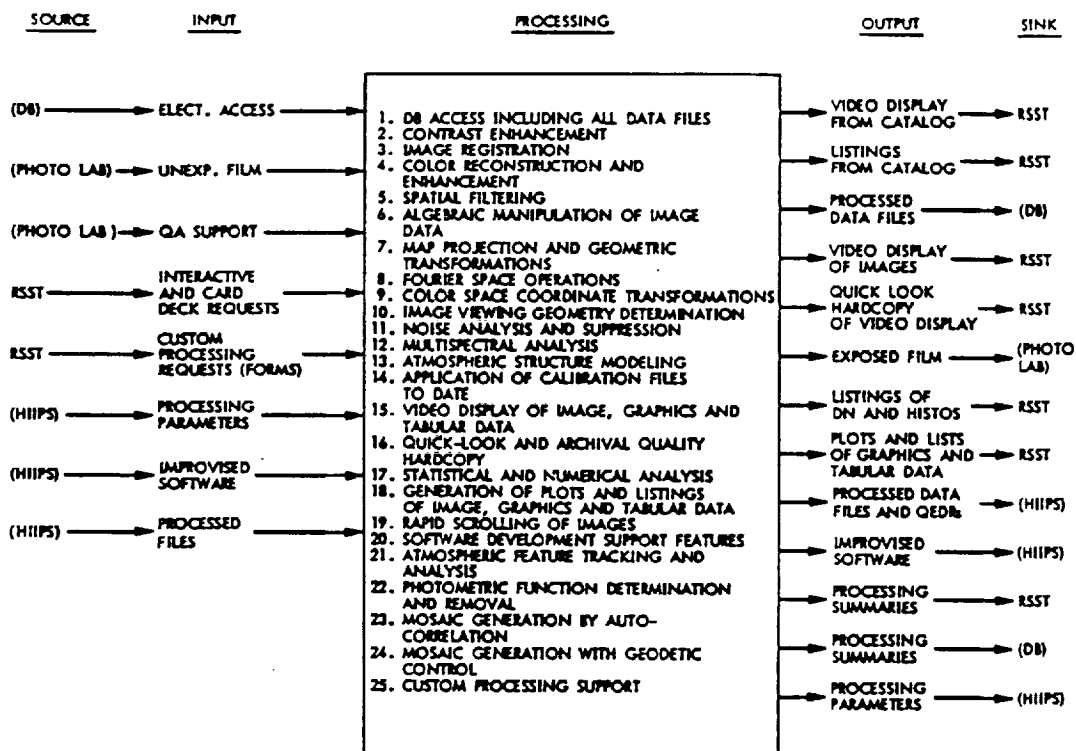 SOURCE INPUT PROCESSING OUTPUT SINK
(DB) ELECT. ACCESS
(PHOTO LAB) UNEXP. FILM
(PHOTO LAB ) QA SUPPORT
RSST INTERACTIVE
AND CARD
DECK REQUESTS
RSST CUSTOM
PROCESSING
REQUESTS (FORMS)
(HIIPS) PROCESSING
PARAMETERS
(HIIPS) IMPROVISED
SOFTWARE
(HIIPS) PROCESSED
FILES
1. DB ACCESS INCLUDING ALL DATA FILES
2. CONTRAST ENHANCEMENT
3. IMAGE REGISTRATION
4. COLOR RECONSTRUCTION AND
ENHANCEMENT
5. SPATIAL FILTERING
6. ALGEBRAIC MANIPULATION OF IMAGE
DATA
7. MAP PROJECTION AND GEOMETRIC
TRANSFORMATIONS
8. FOURIER SPACE OPERATIONS
9. COLOR SPACE COORDINATE TRANSFORMATIONS
10. IMAGE VIEWING GEOMETRY DETERMINATION
11. NOISE ANALYSIS AND SUPPRESSION
12. MULTISPECTRAL ANALYSIS
13. ATMOSPHERIC STRUCTURE MODELING
14. APPLICATION OF CALIBRATION FILES
TO DATE
15. VIDEO DISPLAY OF IMAGE, GRAPHICS AND
TABULAR DATA
16. QUICK-LOOK AND ARCHIVAL QUALITY
HARDCOPY
17. STATISTICAL AND NUMERICAL ANALYSIS
18. GENERATION OF PLOTS AND LISTINGS
OF IMAGE, GRAPHICS AND TABULAR DATA
19. RAPID SCROLLING OF IMAGES
20. SOFTWARE DEVELOPMENT SUPPORT FEATURES
21. ATMOSPHERIC FEATURE TRACKING AND
ANALYSIS
22. PHOTOMETRIC FUNCTION DETERMINATION
AND REMOVAL
23. MOSAIC GENERATION BY AUTO-
CORRELATION
24. MOSAIC GENERATION WITH GEODETIC
CONTROL
25. CUSTOM PROCESSING SUPPORT
VIDEO DISPLAY
FROM CATALOG RSST
LISTINGS
FROM CATALOG RSST
PROCESSED
DATA FILES (DB)
VIDEO DISPLAY
OF IMAGES RSST
QUICK LOOK
HARDCOPY
OF VIDEO DISPLAY RSST
EXPOSED FILM (PHOTO
LAB)
LISTINGS OF
DN AND HISTOS RSST
PLOTS AND LISTS
OF GRAPHICS AND
TABULAR DATA RSST
PROCESSED DATA
FILES AND QEDRs (HIIPS)
IMPROVISED
SOFTWARE (HIIPS)
PROCESSING
SUMMARIES RSST
PROCESSING
SUMMARIES (DB)
PROCESSING
PARAMETERS (HIIPS)